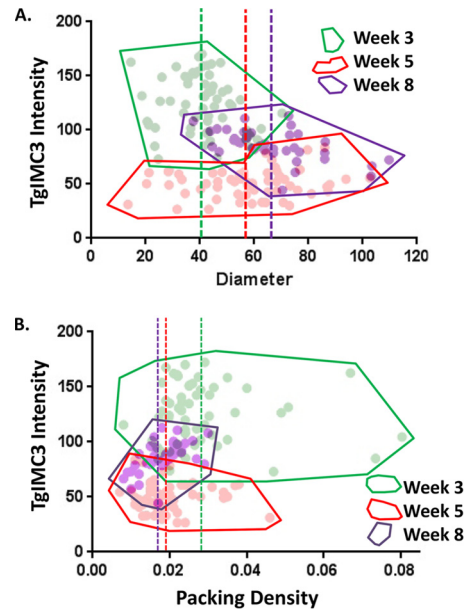 A.
TgIMC3 Intensity
200
150
100
50
0
0 20 40 60 80 100 120
Diameter
Week 3
Week 5
Week 8
B.
TgIMC3 Intensity
200
150
100
50
0
0.00 0.02 0.04 0.06 0.08
Packing Density
Week 3
Week 5
Week 8